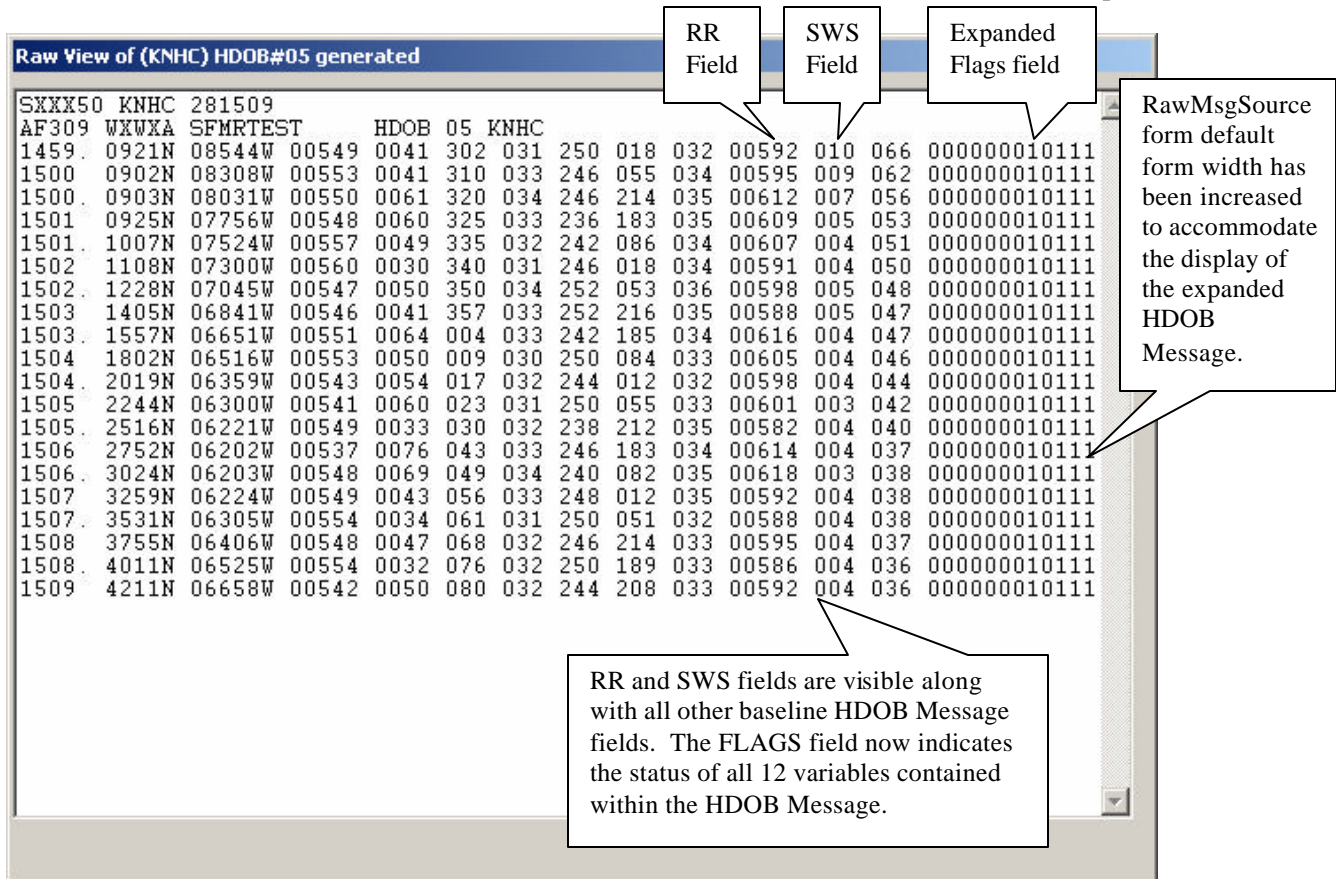 RR
Field
SWS
Field
Expanded
Flags field
Raw View of (KNHC) HDOB#05 generated
SXXX50 KNHC 281509
AF309 WXWXA SFMRTEST HDOB 05 KNHC
1459. 0921N 08544W 00549 0041 302 031 250 018 032 00592 010 066 000000010111
1500 0902N 08308W 00553 0041 310 033 246 055 034 00595 009 062 000000010111
1500. 0903N 08031W 00550 0061 320 034 246 214 035 00612 007 056 000000010111
1501 0925N 07756W 00548 0060 325 033 236 183 035 00609 005 053 000000010111
1501. 1007N 07524W 00557 0049 335 032 242 086 034 00607 004 051 000000010111
1502 1108N 07300W 00560 0030 340 031 246 018 034 00591 004 050 000000010111
1502. 1228N 07045W 00547 0050 350 034 252 053 036 00598 005 048 000000010111
1503 1405N 06841W 00546 0041 357 033 252 216 035 00588 005 047 000000010111
1503. 1557N 06651W 00551 0064 004 033 242 185 034 00616 004 047 000000010111
1504 1802N 06516W 00553 0050 009 030 250 084 033 00605 004 046 000000010111
1504. 2019N 06359W 00543 0054 017 032 244 012 032 00598 004 044 000000010111
1505 2244N 06300W 00541 0060 023 031 250 055 033 00601 003 042 000000010111
1505. 2516N 06221W 00549 0033 030 032 238 212 035 00582 004 040 000000010111
1506 2752N 06202W 00537 0076 043 033 246 183 034 00614 004 037 000000010111
1506. 3024N 06203W 00548 0069 049 034 240 082 035 00618 003 038 000000010111
1507 3259N 06224W 00549 0043 056 033 248 012 035 00592 004 038 000000010111
1507. 3531N 06305W 00554 0034 061 031 250 051 032 00588 004 038 000000010111
1508 3755N 06406W 00548 0047 068 032 246 214 033 00595 004 037 000000010111
1508. 4011N 06525W 00554 0032 076 032 250 189 033 00586 004 036 000000010111
1509 4211N 06658W 00542 0050 080 032 244 208 033 00592 004 036 000000010111
RawMsgSource
form default
form width has
been increased
to accommodate
the display of
the expanded
HDOB
Message.
RR and SWS fields are visible along
with all other baseline HDOB Message
fields. The FLAGS field now indicates
the status of all 12 variables contained
within the HDOB Message.